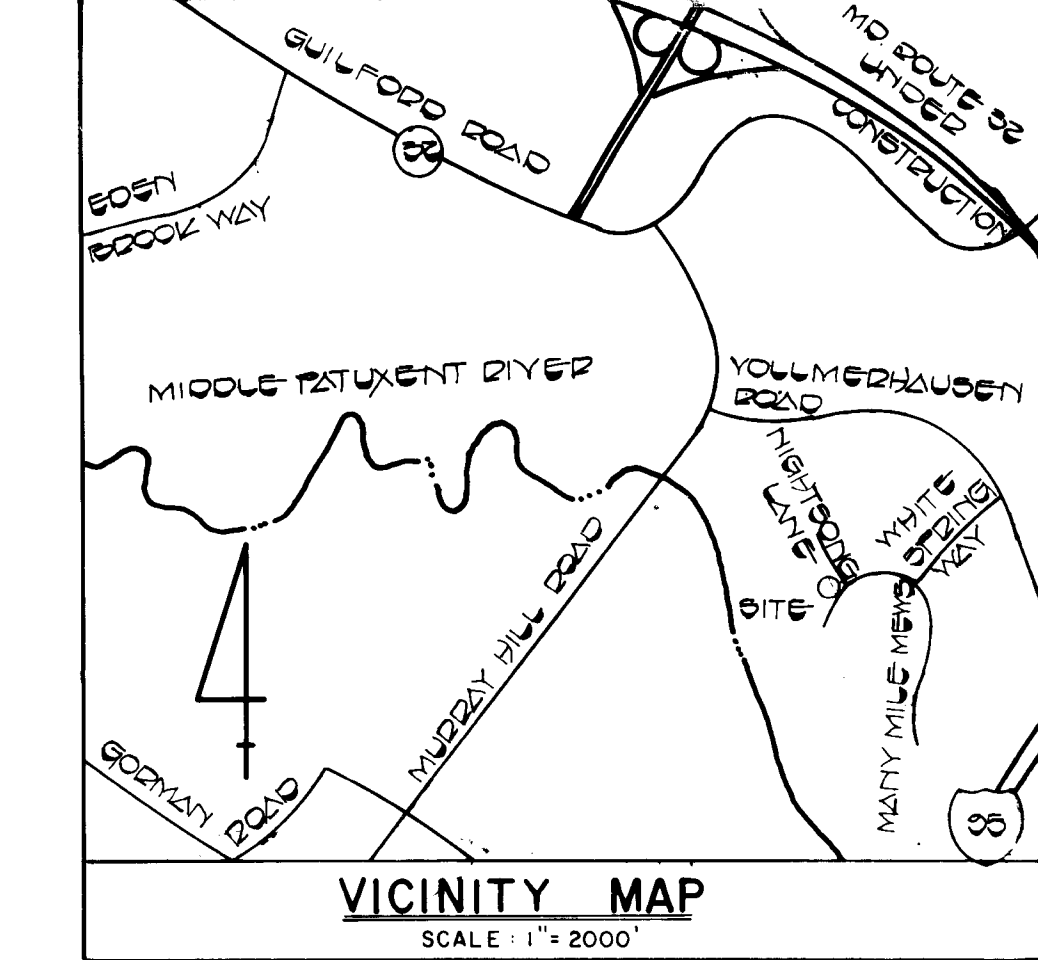 GUILFORD ROAD
32
MD. ROUTE 32
UNDER
CONSTRUCTION
EDEN
BROOK WAY
MIDDLE PATUXENT RIVER
VOLLMERHAUSEN
ROAD
NIGHTSONG
LANE
WHITE
SPRING
WAY
SITE
MANY MILE MEWS
MURRAY HILL ROAD
GORMAN ROAD
95
VICINITY MAP
SCALE : 1" = 2000'